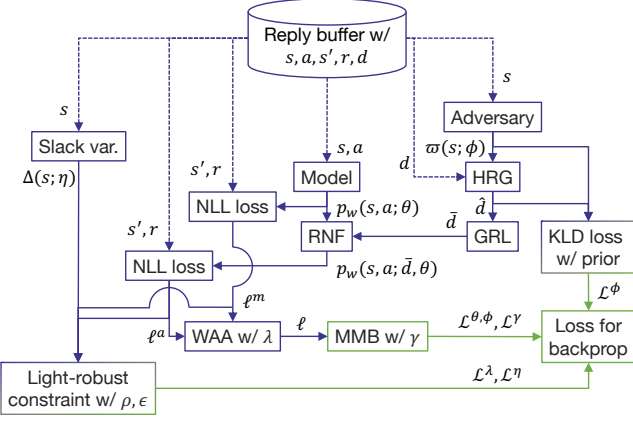 Reply buffer w/
s, a, s′, r, d
s
s
Adversary
Slack var.
s, a
ϖ(s; ϕ)
Δ(s; η)
s′, r
Model
d
HRG
NLL loss
p_w(s, a; θ)
d̄
d̂
s′, r
RNF
GRL
KLD loss
w/ prior
NLL loss
p_w(s, a; d̄, θ)
ℓ^m
ℒ^ϕ
ℓ^a
WAA w/ λ
ℓ
MMB w/ γ
ℒ^{θ,ϕ}, ℒ^γ
Loss for
backprop
Light-robust
constraint w/ ρ, ϵ
ℒ^λ, ℒ^η